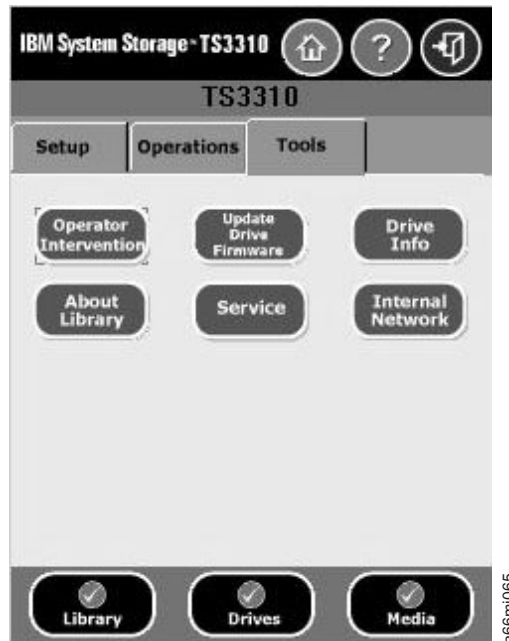 IBM System Storage™ TS3310
?
TS3310
Setup
Operations
Tools
Operator
Intervention
Update
Drive
Firmware
Drive
Info
About
Library
Service
Internal
Network
Library
Drives
Media